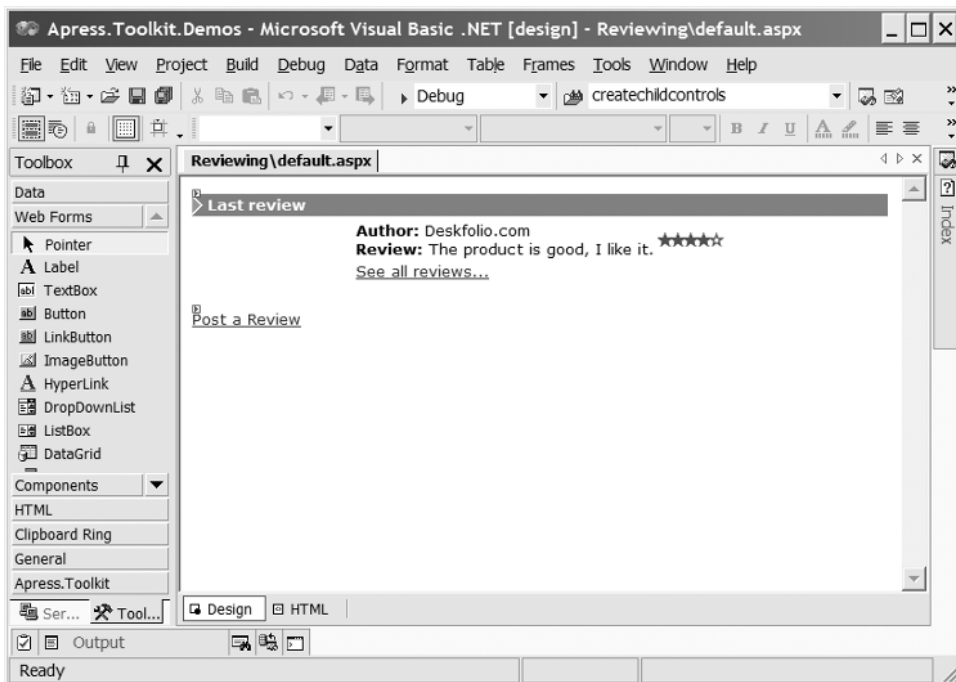 Apress.Toolkit.Demos - Microsoft Visual Basic .NET [design] - Reviewing\default.aspx
File Edit View Project Build Debug Data Format Table Frames Tools Window Help
Debug createchildcontrols
B I U A
Toolbox
Reviewing\default.aspx
Data
Web Forms
Pointer
A Label
abl TextBox
ab Button
ab LinkButton
ImageButton
A HyperLink
DropDownList
ListBox
DataGrid
Components
HTML
Clipboard Ring
General
Apress.Toolkit
Ser... Tool...
Last review
Author: Deskfolio.com
Review: The product is good, I like it.
See all reviews...
Post a Review
Index
Design HTML
Output
Ready